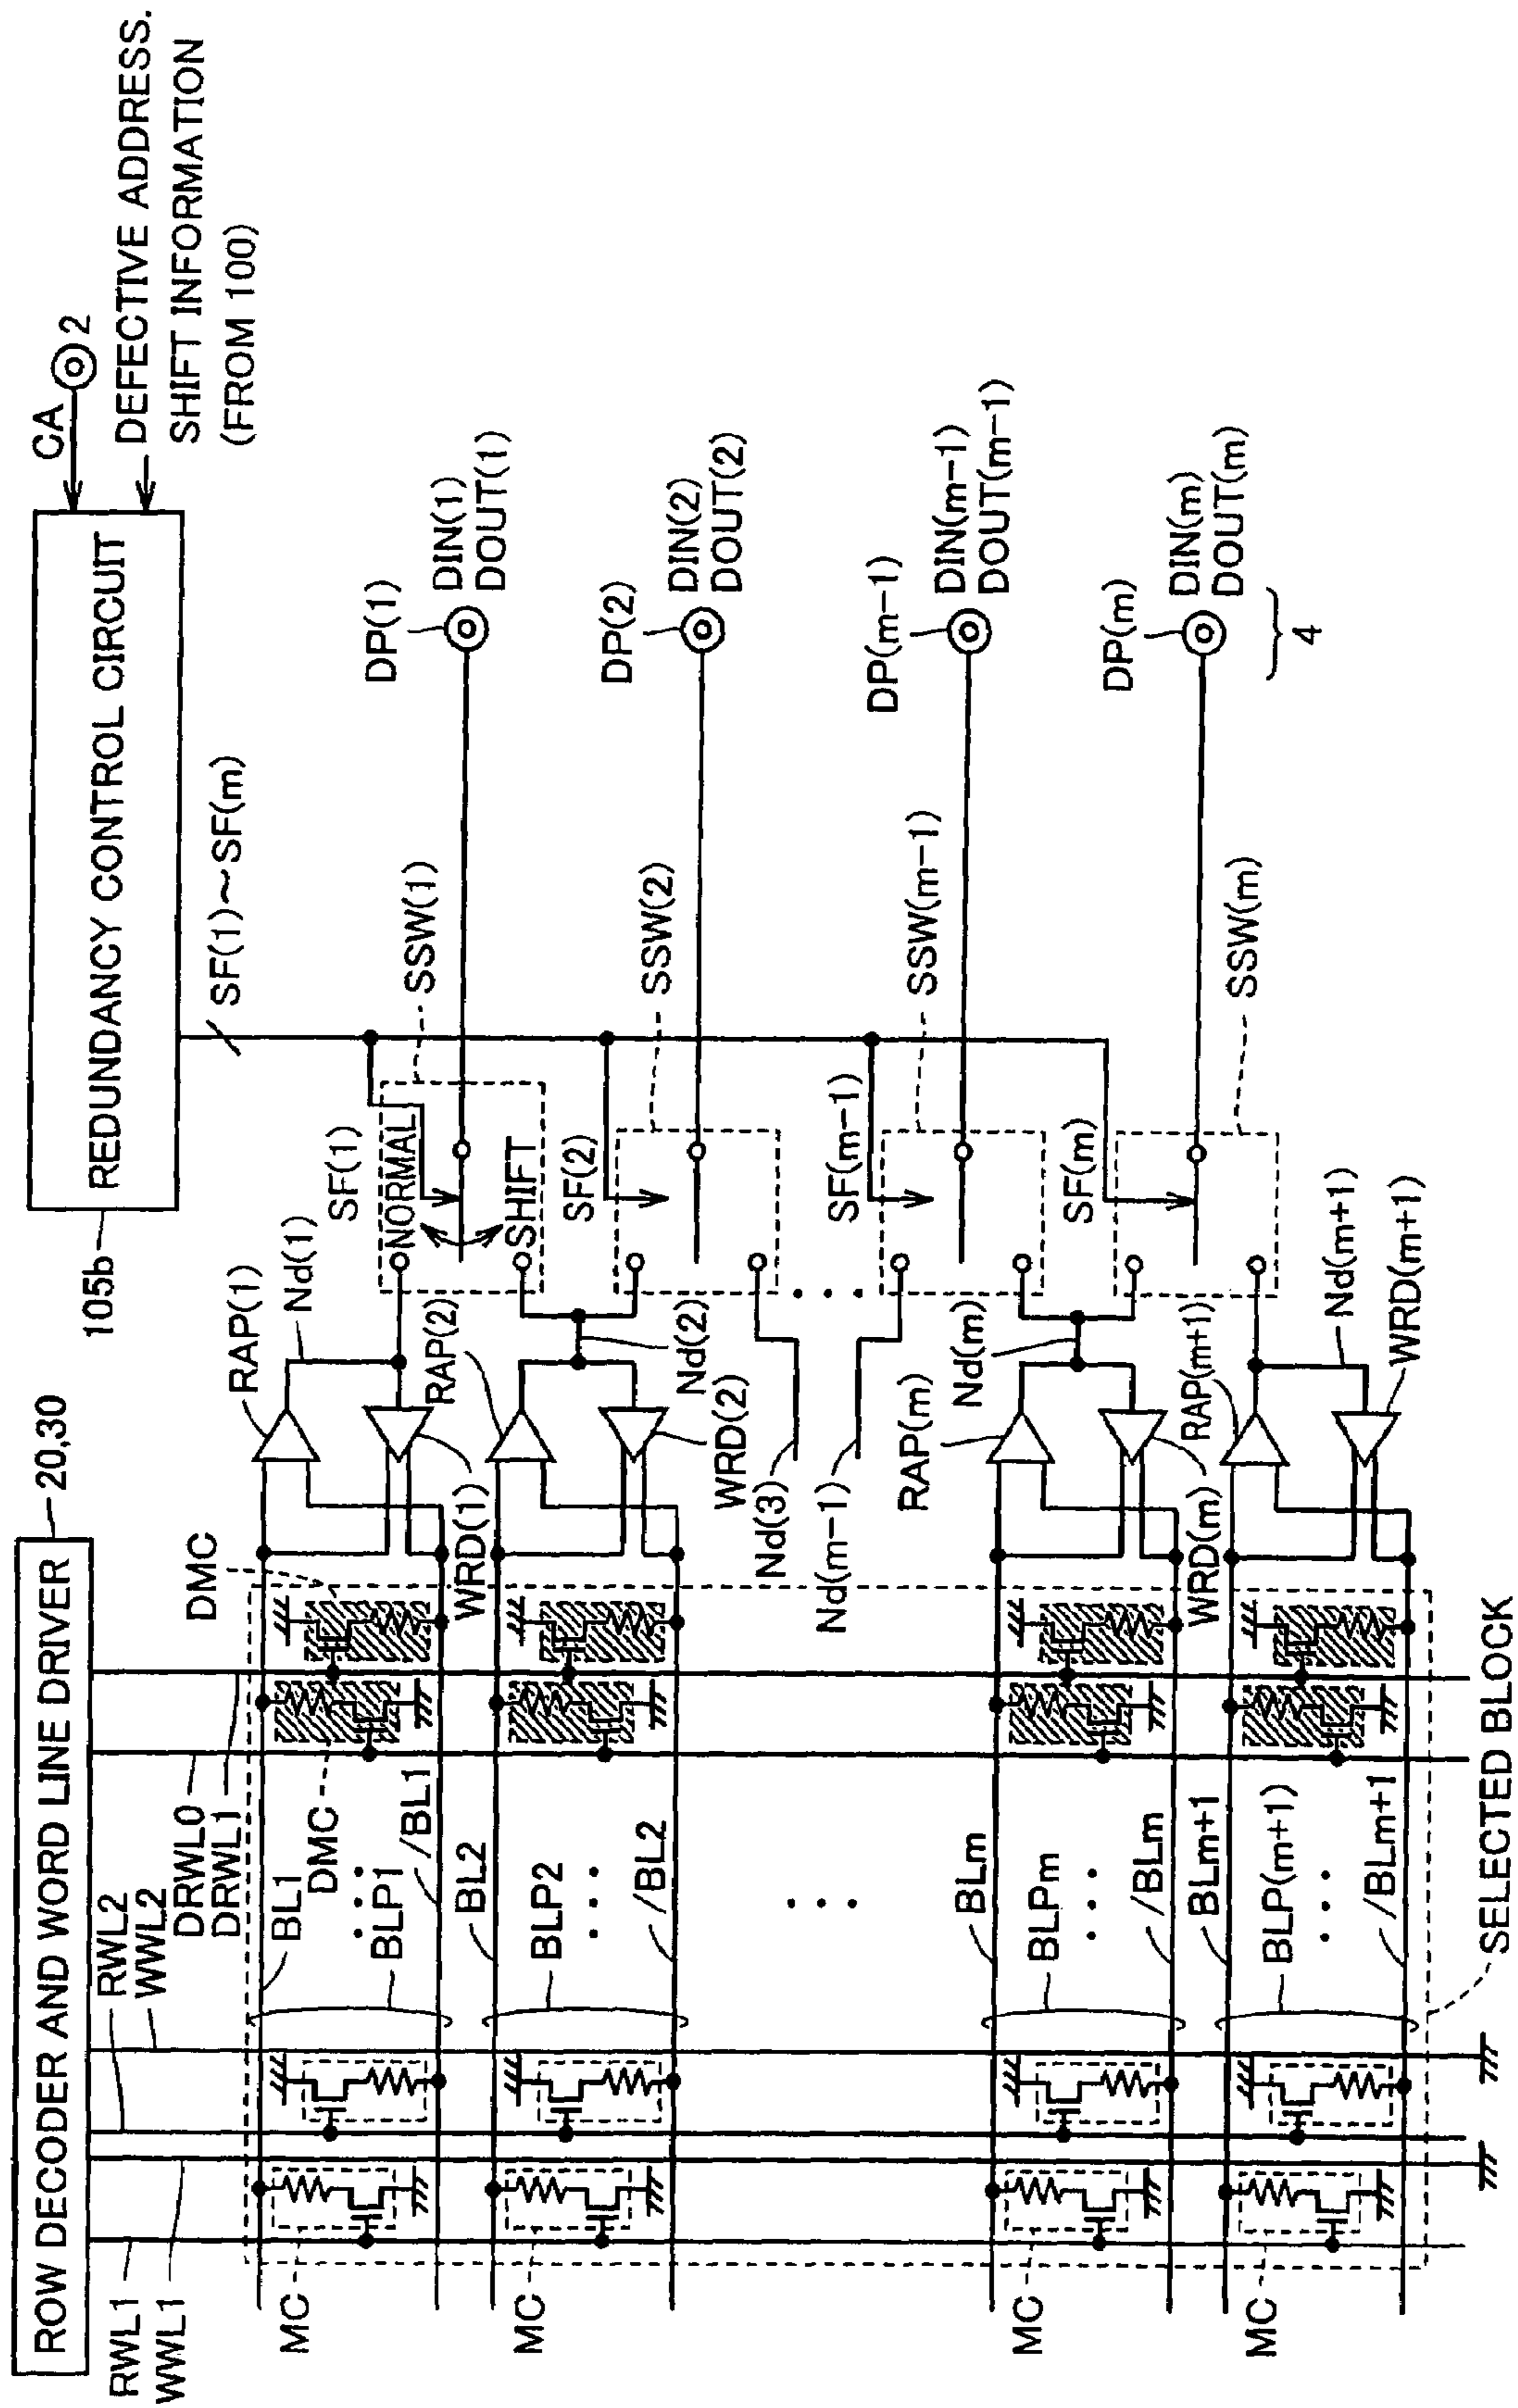 ROW DECODER AND WORD LINE DRIVER
20,30
REDUNDANCY CONTROL CIRCUIT
105b
CA
2
DEFECTIVE ADDRESS.
SHIFT INFORMATION
(FROM 100)
SF(1)~SF(m)
RWL1
WWL1
RWL2
WWL2
DRWL0
DRWL1
DMC
RAP(1)
Nd(1)
SF(1)
NORMAL
SHIFT
SSW(1)
DP(1)
DIN(1)
DOUT(1)
MC
BL1
DMC
BLP1
/BL1
WRD(1)
RAP(2)
SF(2)
SSW(2)
DP(2)
DIN(2)
DOUT(2)
MC
BL2
BLP2
/BL2
WRD(2)
Nd(2)
Nd(3)
Nd(m-1)
SF(m-1)
SSW(m-1)
DP(m-1)
DIN(m-1)
DOUT(m-1)
MC
BLm
BLPm
/BLm
RAP(m)
Nd(m)
WRD(m)
RAP(m+1)
SF(m)
SSW(m)
DP(m)
DIN(m)
DOUT(m)
4
MC
BLm+1
BLP(m+1)
/BLm+1
Nd(m+1)
WRD(m+1)
SELECTED BLOCK